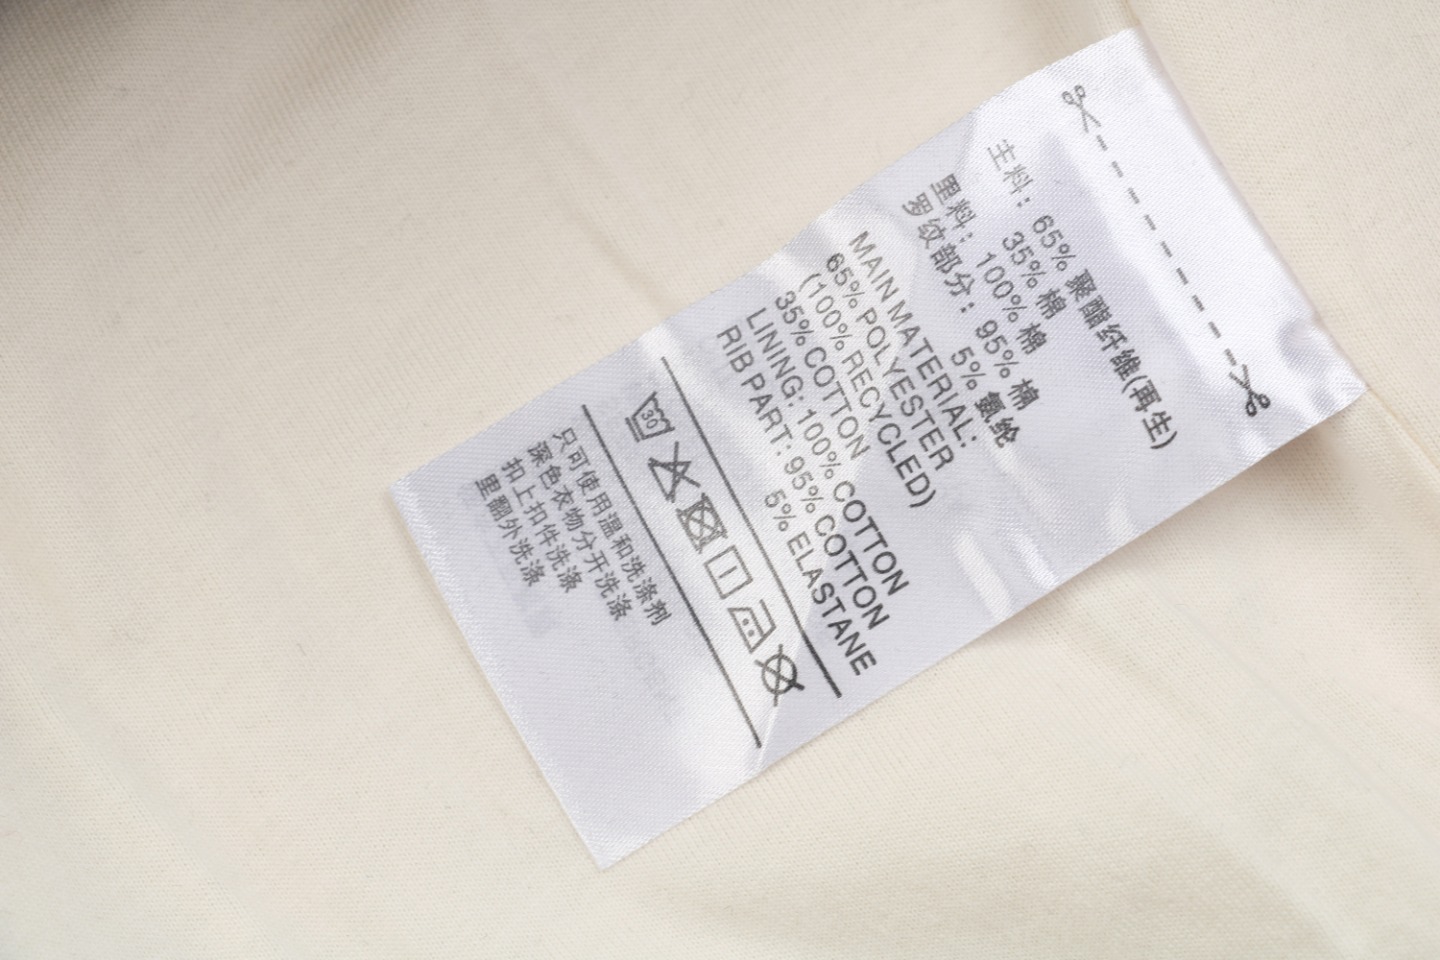 主料: 65% 聚酯纤维(再生)
35% 棉
里料: 100% 棉
罗纹部分: 95% 棉
5% 氨纶
MAIN MATERIAL:
65% POLYESTER
(100% RECYCLED)
35% COTTON
LINING: 100% COTTON
RIB PART: 95% COTTON
5% ELASTANE
30
只可使用温和洗涤剂
深色衣物分开洗涤
扣上扣件洗涤
里翻外洗涤